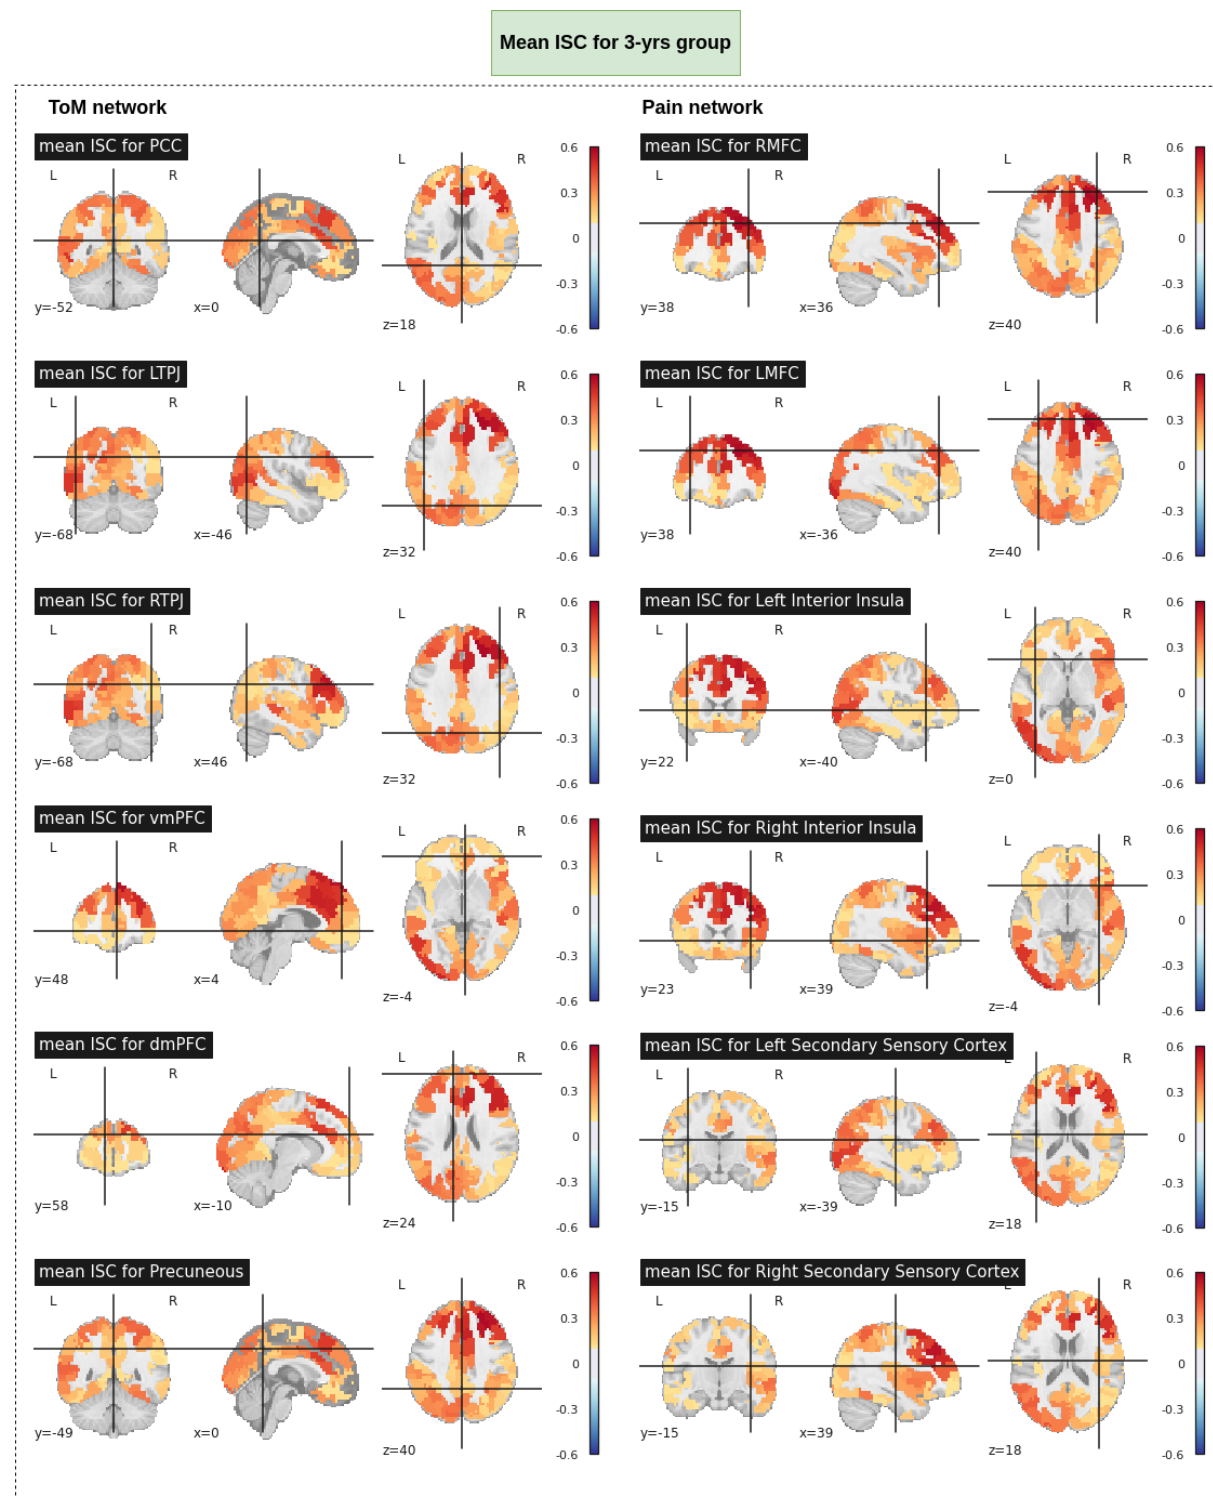 Mean ISC for 3-yrs group
ToM network
Pain network
mean ISC for PCC
L R L R
y=-52 x=0 z=18
0.6
0.3
0
-0.3
-0.6
mean ISC for RMFC
L R L R
y=38 x=36 z=40
0.6
0.3
0
-0.3
-0.6
mean ISC for LTPJ
L R L R
y=-68 x=-46 z=32
0.6
0.3
0
-0.3
-0.6
mean ISC for LMFC
L R L R
y=38 x=-36 z=40
0.6
0.3
0
-0.3
-0.6
mean ISC for RTPJ
L R L R
y=-68 x=46 z=32
0.6
0.3
0
-0.3
-0.6
mean ISC for Left Interior Insula
L R L R
y=22 x=-40 z=0
0.6
0.3
0
-0.3
-0.6
mean ISC for vmPFC
L R L R
y=48 x=4 z=-4
0.6
0.3
0
-0.3
-0.6
mean ISC for Right Interior Insula
L R L R
y=23 x=39 z=-4
0.6
0.3
0
-0.3
-0.6
mean ISC for dmPFC
L R L R
y=58 x=-10 z=24
0.6
0.3
0
-0.3
-0.6
mean ISC for Left Secondary Sensory Cortex
L R L R
y=-15 x=-39 z=18
0.6
0.3
0
-0.3
-0.6
mean ISC for Precuneous
L R L R
y=-49 x=0 z=40
0.6
0.3
0
-0.3
-0.6
mean ISC for Right Secondary Sensory Cortex
L R L R
y=-15 x=39 z=18
0.6
0.3
0
-0.3
-0.6